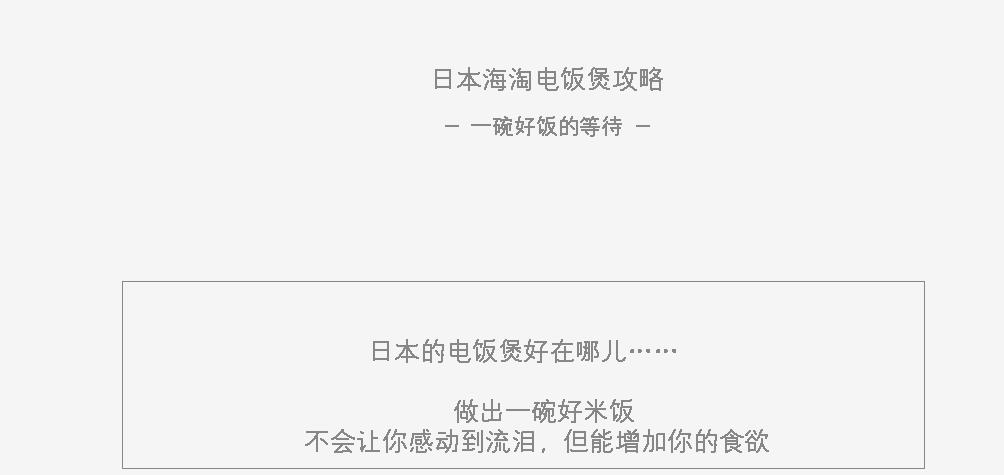 日本海淘电饭煲攻略
— 一碗好饭的等待 —
日本的电饭煲好在哪儿……
做出一碗好米饭
不会让你感动到流泪，但能增加你的食欲